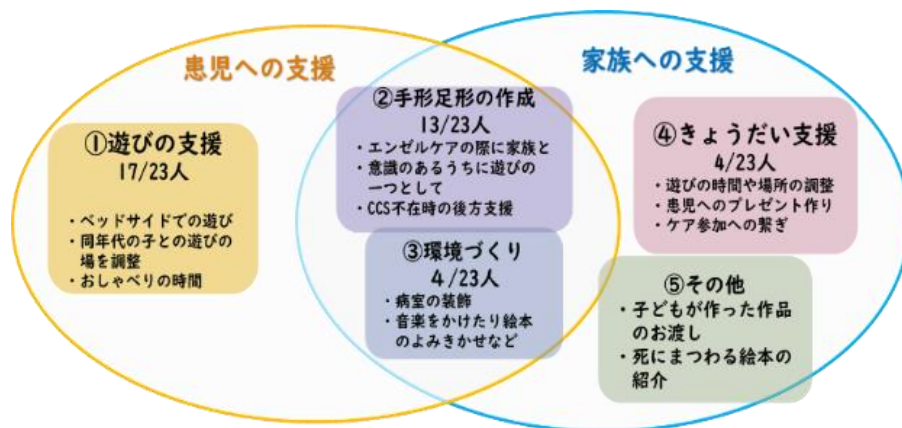 患児への支援
家族への支援
①遊びの支援
17/23人
・ベッドサイドでの遊び
・同年代の子との遊びの
場を調整
・おしゃべりの時間
②手形足形の作成
13/23人
・エンゼルケアの際に家族と
・意識のあるうちに遊びの
一つとして
・CCS不在時の後方支援
③環境づくり
4/23人
・病室の装飾
・音楽をかけたり絵本
のよみきかせなど
④きょうだい支援
4/23人
・遊びの時間や場所の調整
・患児へのプレゼント作り
・ケア参加への繋ぎ
⑤その他
・子どもが作った作品
のお渡し
・死にまつわる絵本の
紹介